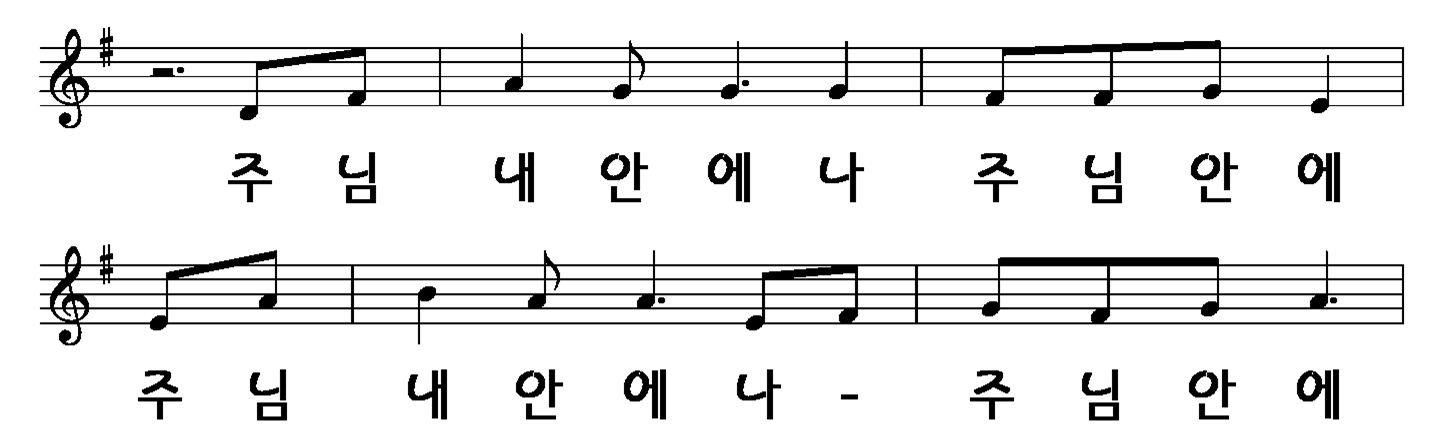 주 님 내 안 에 나 주 님 안 에
주 님 내 안 에 나 - 주 님 안 에